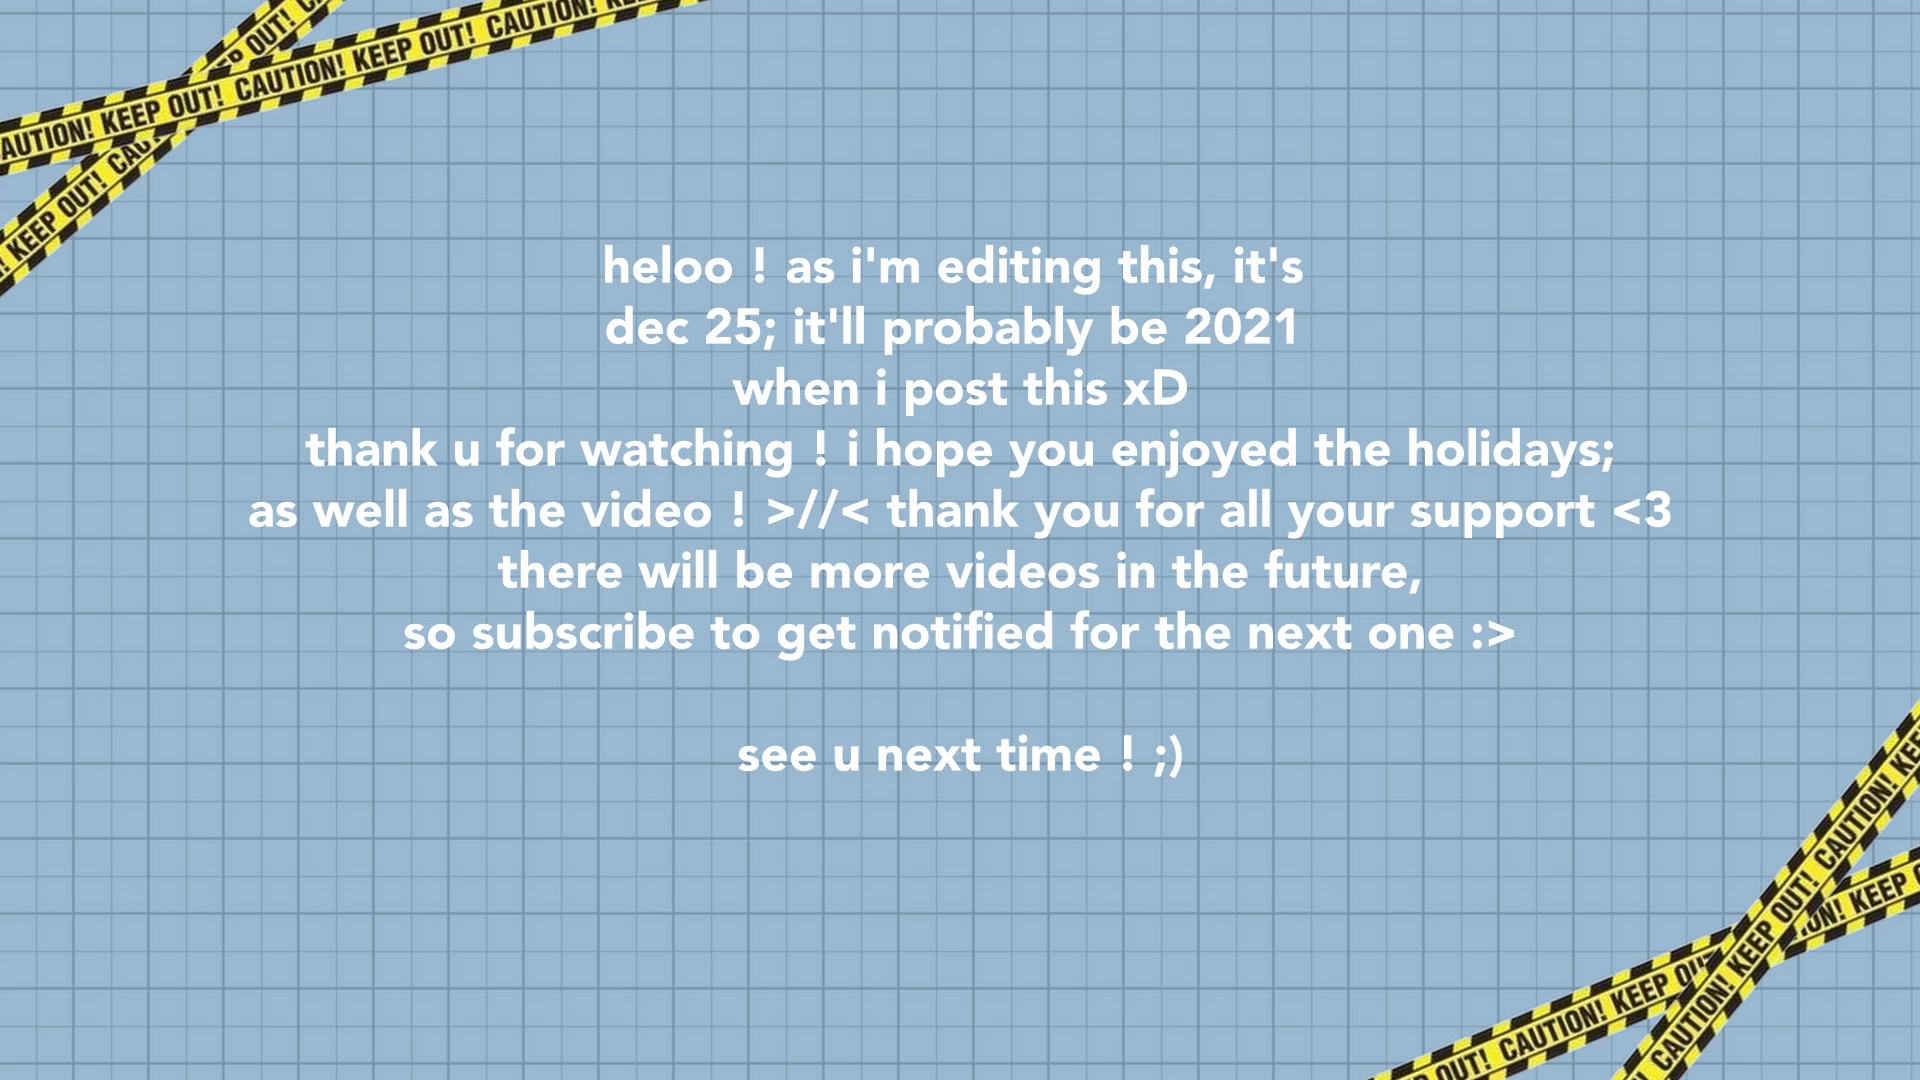 OUT!
CAUTION! KEEP OUT! CAUTION! KEEP OUT! CAUTION!
KEEP OUT!
heloo ! as i'm editing this, it's
dec 25; it'll probably be 2021
when i post this xD
thank u for watching ! i hope you enjoyed the holidays;
as well as the video ! >//< thank you for all your support <3
there will be more videos in the future,
so subscribe to get notified for the next one :>
see u next time ! ;)
CAUTION! KEEP OUT! CAUTION!
KEEP
OUT! CAUTION! KEEP